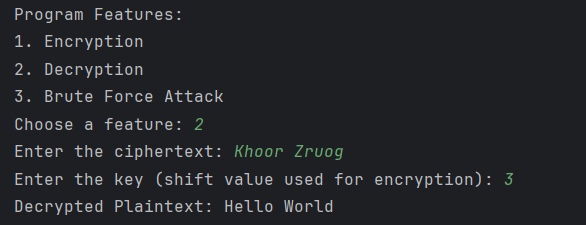 Program Features:
1. Encryption
2. Decryption
3. Brute Force Attack
Choose a feature: 2
Enter the ciphertext: Khoor Zruog
Enter the key (shift value used for encryption): 3
Decrypted Plaintext: Hello World